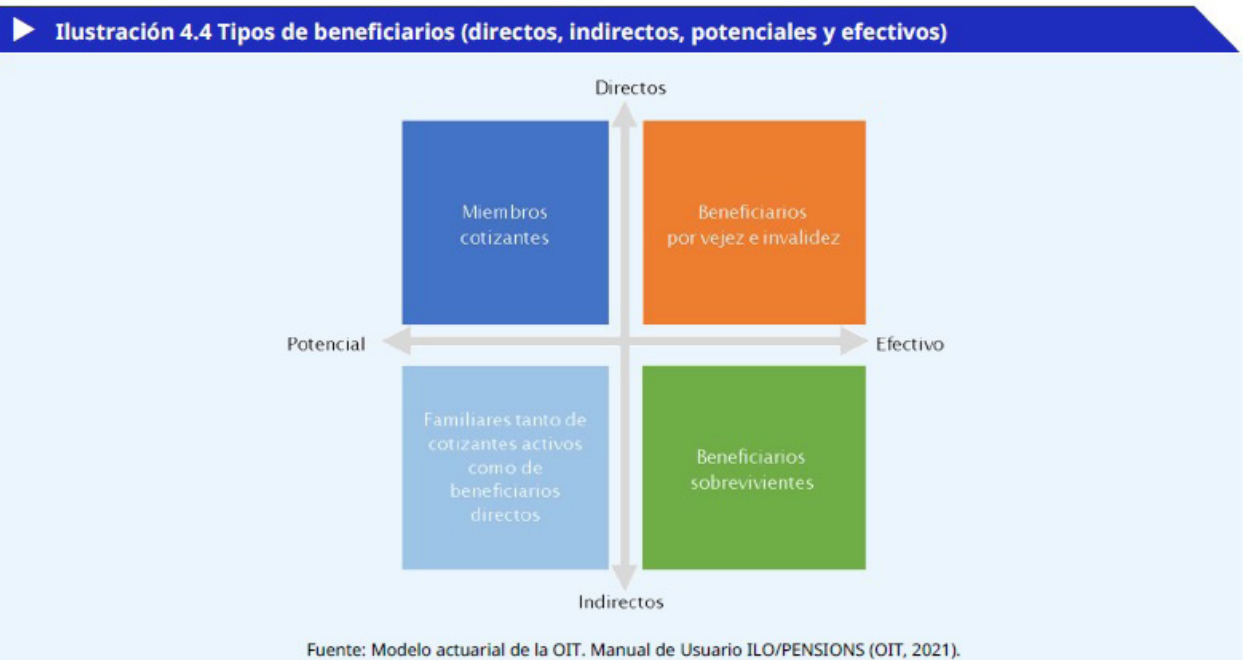 Ilustración 4.4 Tipos de beneficiarios (directos, indirectos, potenciales y efectivos)
Directos
Miembros
cotizantes
Beneficiarios
por vejez e invalidez
Potencial
Efectivo
Familiares tanto de
cotizantes activos
como de
beneficiarios
directos
Beneficiarios
sobrevivientes
Indirectos
Fuente: Modelo actuarial de la OIT. Manual de Usuario ILO/PENSIONS (OIT, 2021).